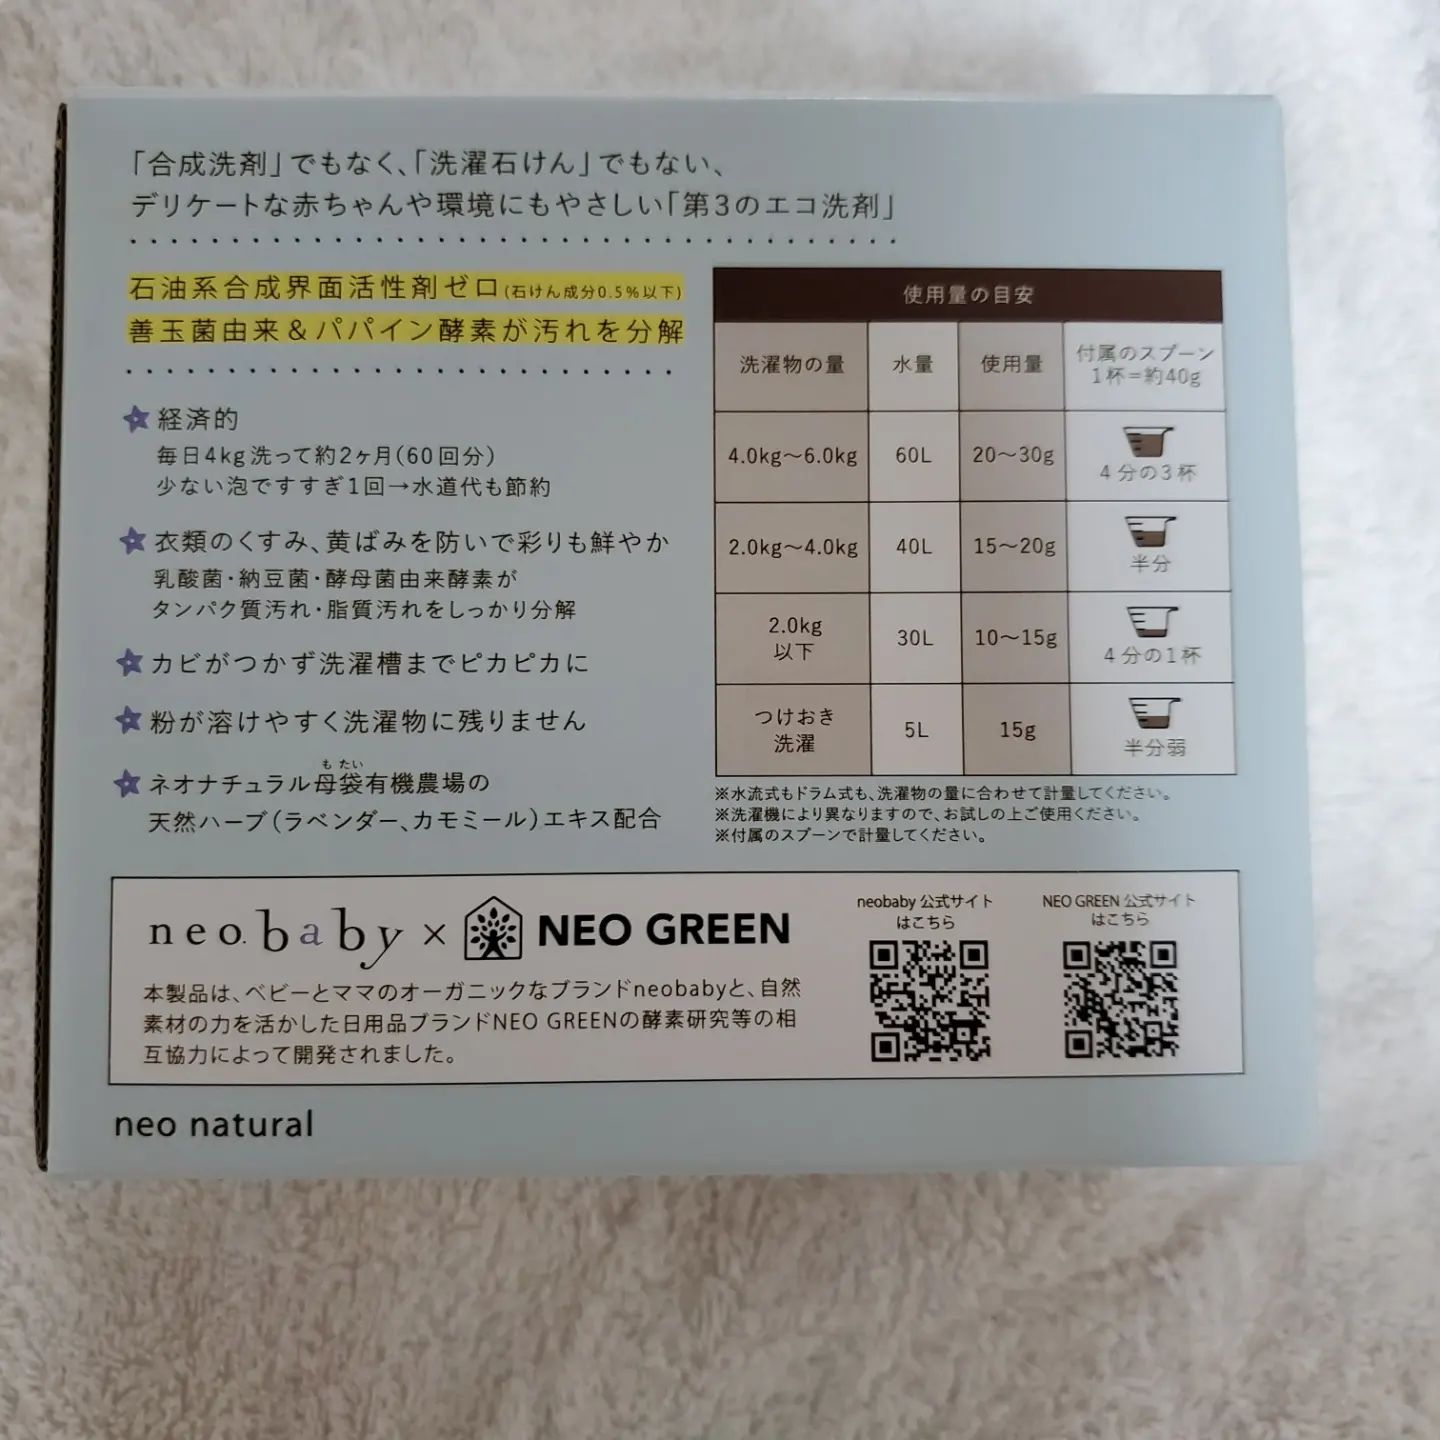 「合成洗剤」でもなく、「洗濯石けん」でもない、
デリケートな赤ちゃんや環境にもやさしい「第3のエコ洗剤」
石油系合成界面活性剤ゼロ(石けん成分0.5%以下)
善玉菌由来&パパイン酵素が汚れを分解
経済的
毎日4kg洗って約2ヶ月(60回分)
少ない泡ですすぎ1回→水道代も節約
衣類のくすみ、黄ばみを防いで彩りも鮮やか
乳酸菌・納豆菌・酵母菌由来酵素が
タンパク質汚れ・脂質汚れをしっかり分解
カビがつかず洗濯槽までピカピカに
粉が溶けやすく洗濯物に残りません
もたい
ネオナチュラル母袋有機農場の
天然ハーブ(ラベンダー、カモミール)エキス配合
使用量の目安
洗濯物の量 水量 使用量 付属のスプーン
1杯=約40g
4.0kg〜6.0kg 60L 20〜30g 4分の3杯
2.0kg〜4.0kg 40L 15〜20g 半分
2.0kg
以下 30L 10〜15g 4分の1杯
つけおき
洗濯 5L 15g 半分弱
※水流式もドラム式も、洗濯物の量に合わせて計量してください。
※洗濯機により異なりますので、お試しの上ご使用ください。
※付属のスプーンで計量してください。
neo.baby × NEO GREEN
本製品は、ベビーとママのオーガニックなブランドneobabyと、自然
素材の力を活かした日用品ブランドNEO GREENの酵素研究等の相
互協力によって開発されました。
neobaby 公式サイト
はこちら
NEO GREEN 公式サイト
はこちら
neo natural